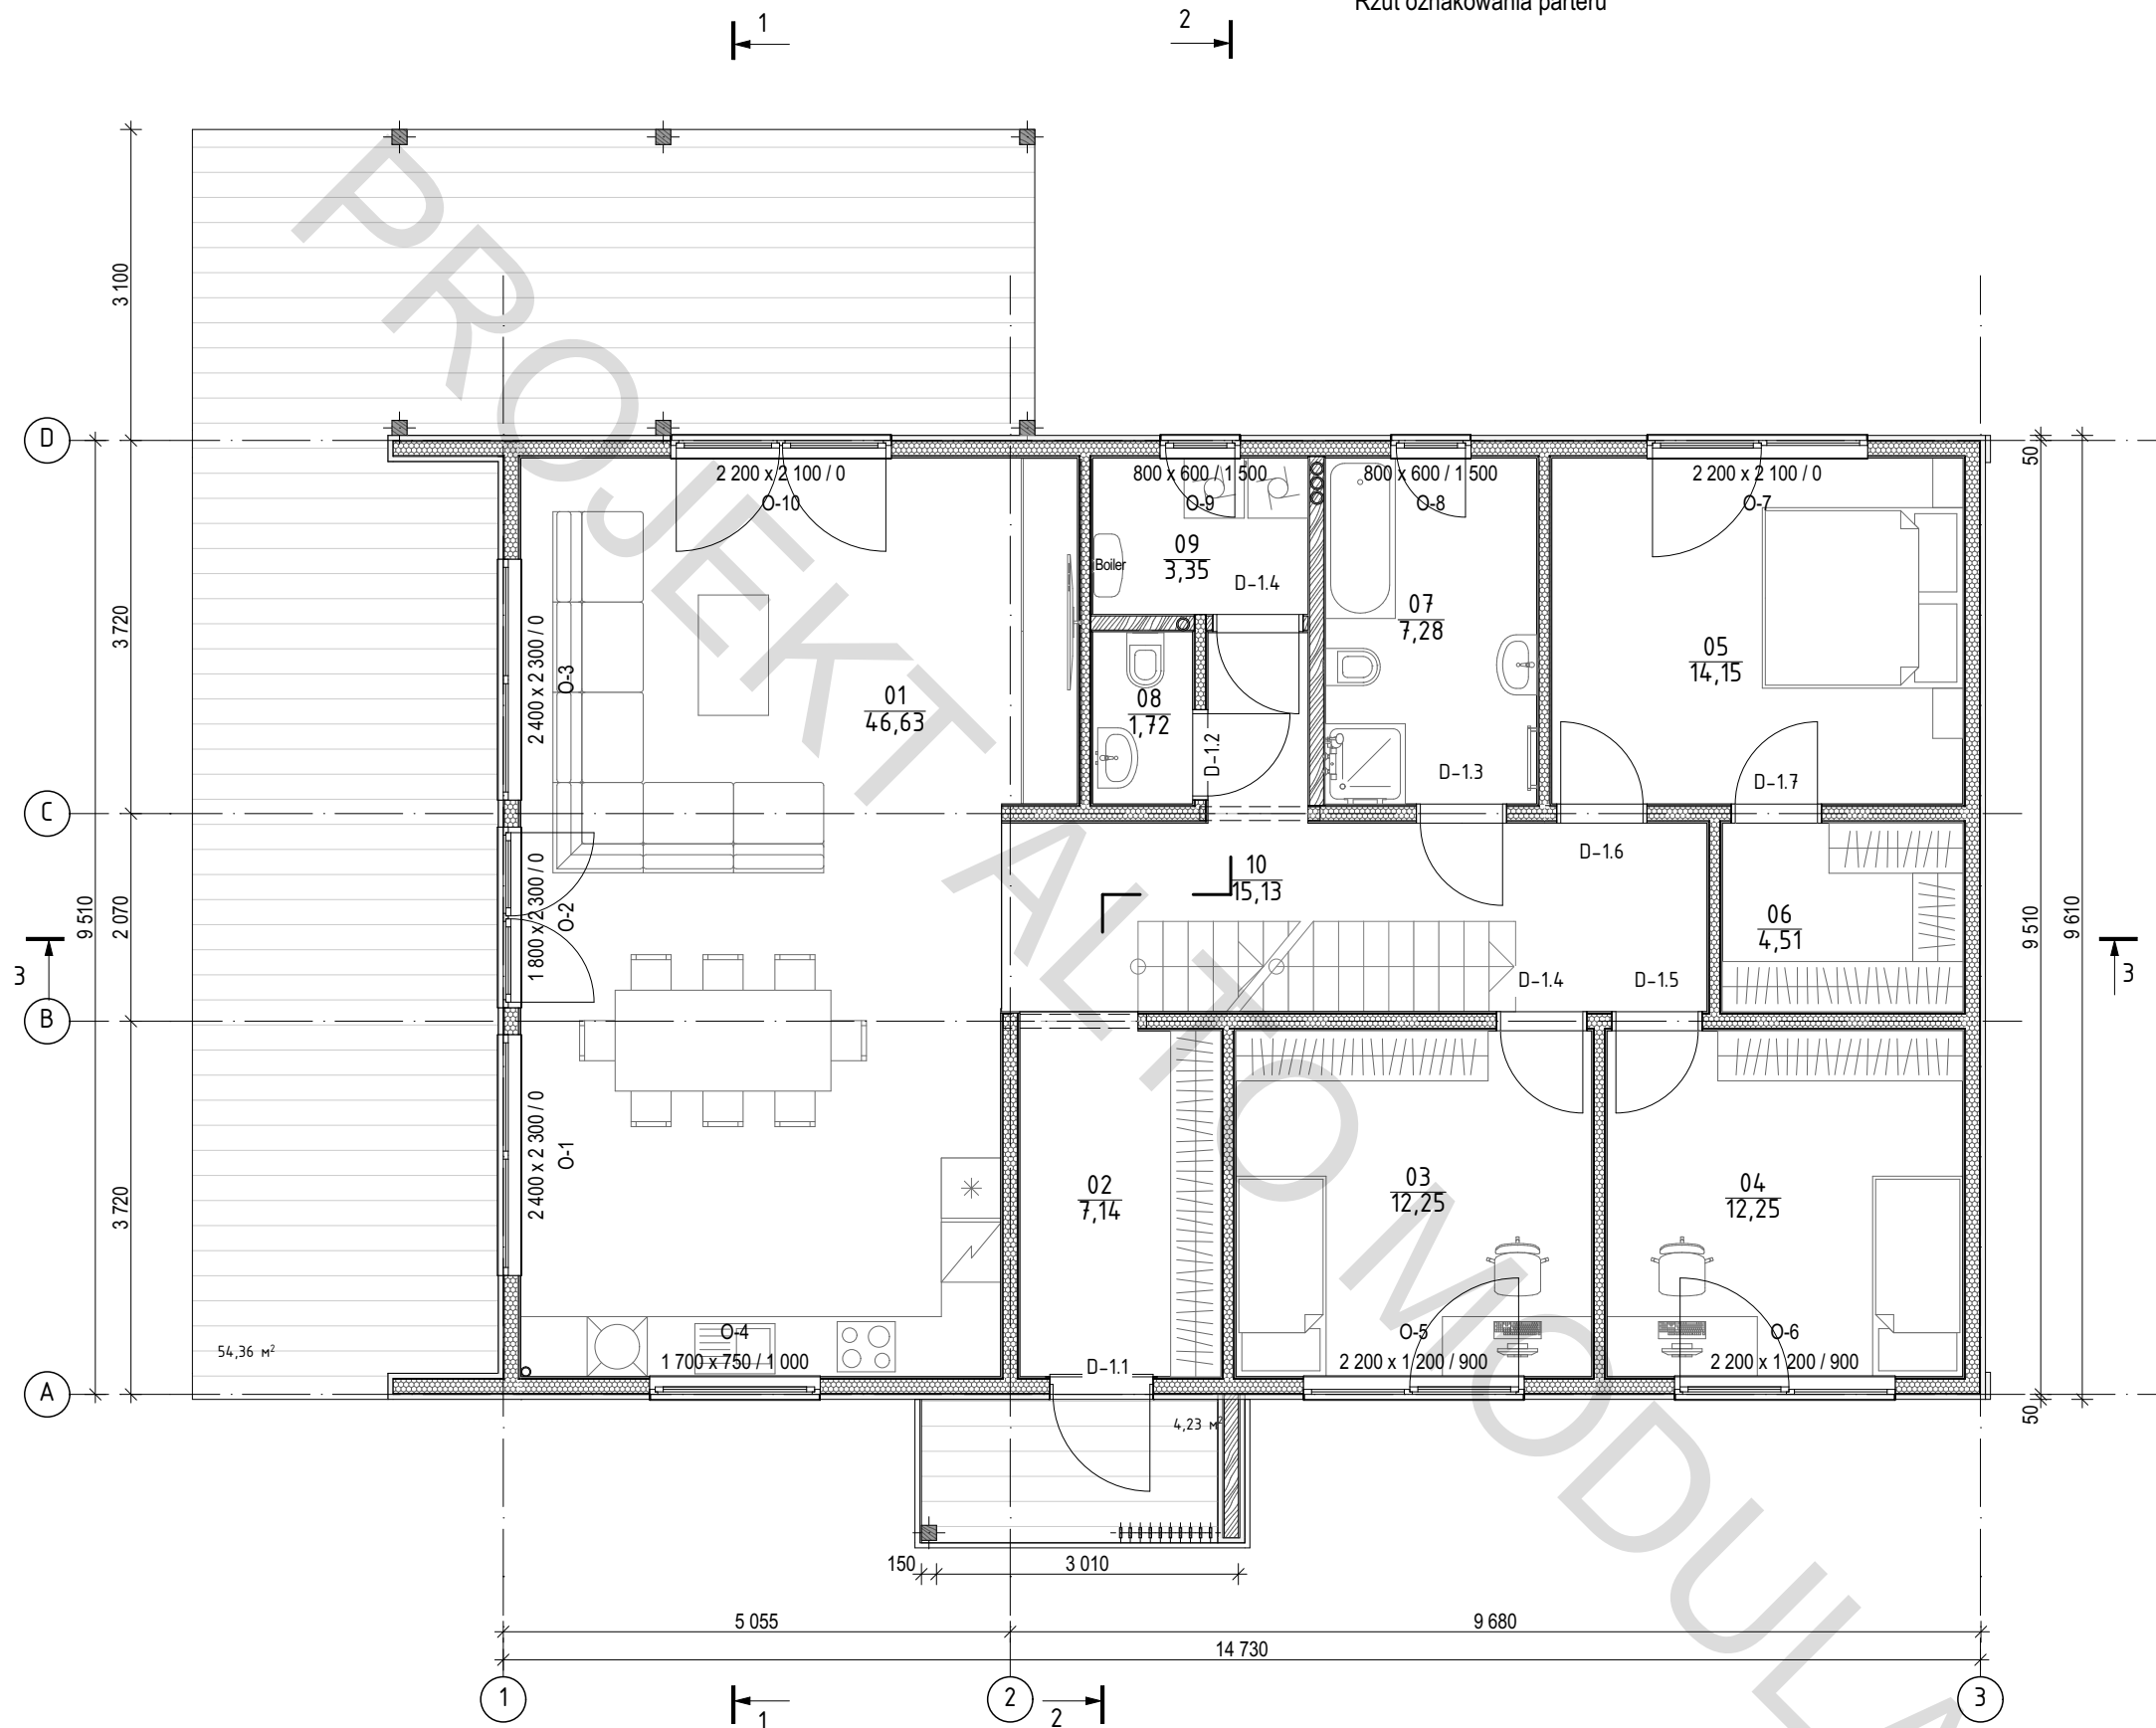 Rzut oznakowania parteru
1
2
3 100
D
50
2 200 x 2 100 / 0
O-10
800 x 600 / 1 500
O-9
800 x 600 / 1 500
O-8
2 200 x 2 100 / 0
O-7
Boiler
09
3,35
D-1.4
07
7,28
05
14,15
3 720
2 400 x 2 300 / 0
O-3
01
46,63
08
1,72
D-1.2
D-1.3
D-1.7
C
D-1.6
10
15,13
06
4,51
9 510
2 070
1 800 x 2 300 / 0
O-2
9 510
9 610
3
3
D-1.4
D-1.5
B
2 400 x 2 300 / 0
O-1
3 720
02
7,14
03
12,25
04
12,25
54,36 м²
O-4
1 700 x 750 / 1 000
D-1.1
O-5
2 200 x 1 200 / 900
O-6
2 200 x 1 200 / 900
A
50
4,23 м²
150
3 010
5 055
9 680
14 730
1
2
3
1
2
PROJEKT ALTO MODULA